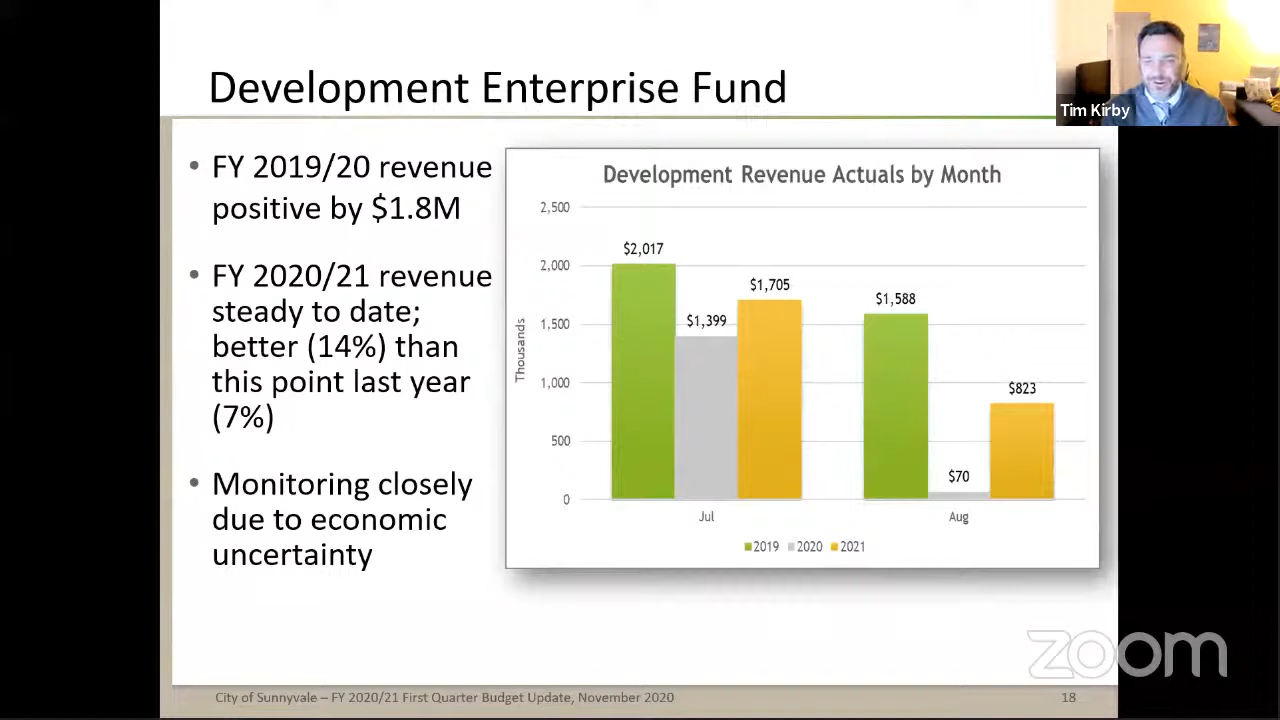 Development Enterprise Fund
Tim Kirby
• FY 2019/20 revenue
positive by $1.8M
• FY 2020/21 revenue
steady to date;
better (14%) than
this point last year
(7%)
• Monitoring closely
due to economic
uncertainty
Development Revenue Actuals by Month
Thousands
2,500
2,000
1,500
1,000
500
0
$2,017
$1,399
$1,705
$1,588
$70
$823
Jul
Aug
2019 2020 2021
zoom
City of Sunnyvale – FY 2020/21 First Quarter Budget Update, November 2020
18